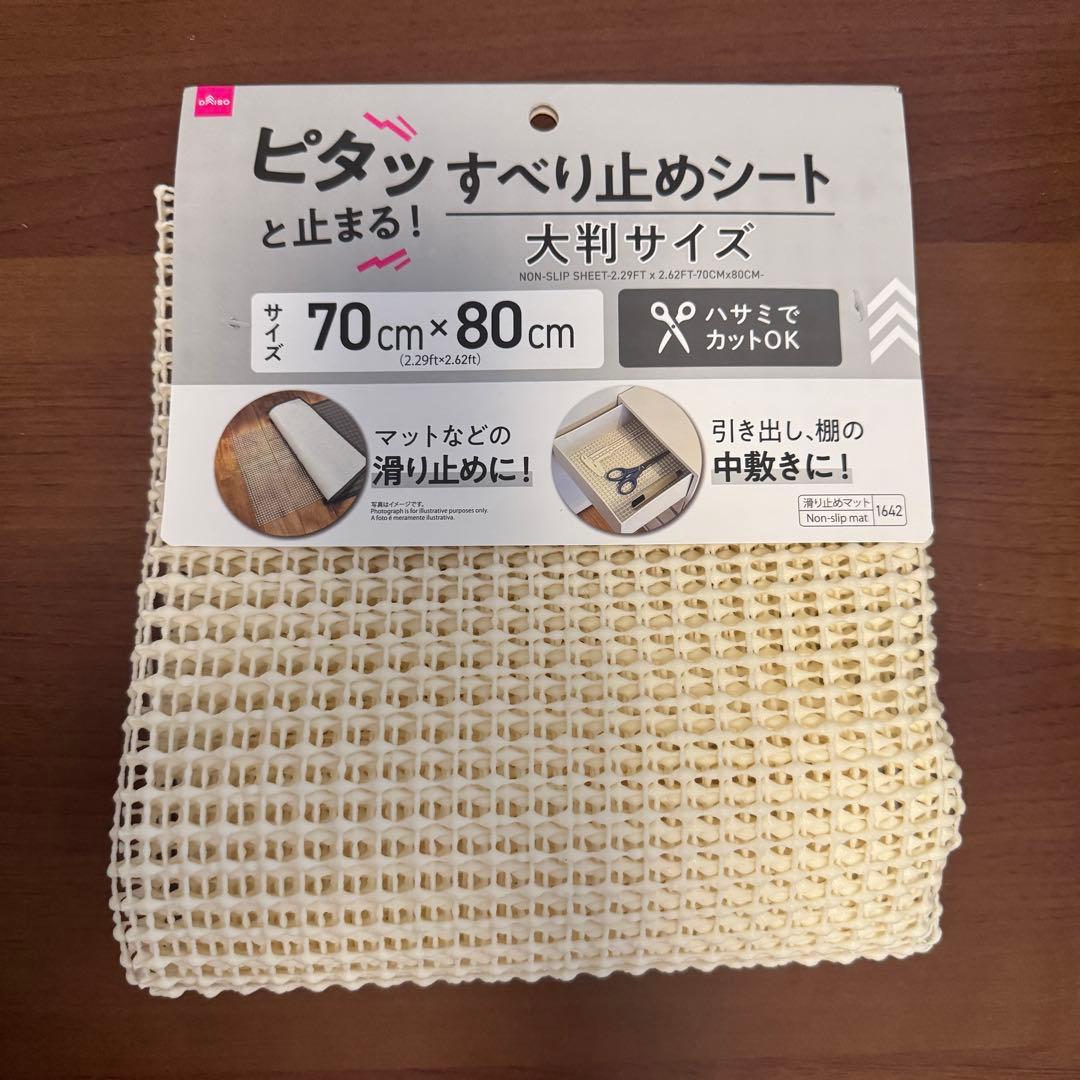 DAISO
ピタッ
と止まる!
すべり止めシート
大判サイズ
NON-SLIP SHEET-2.29FT x 2.62FT-70CMx80CM-
サイズ
70cm×80cm
(2.29ft×2.62ft)
ハサミで
カットOK
マットなどの
滑り止めに!
写真はイメージです。
Photograph is for illustrative purposes only.
A foto é meramente ilustrativa.
引き出し、棚の
中敷きに!
滑り止めマット
Non-slip mat
1642